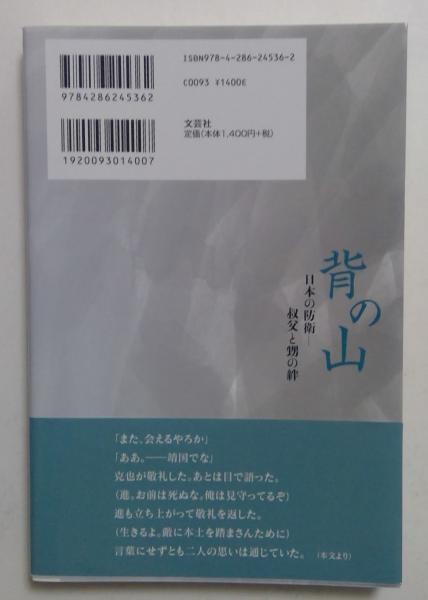 ISBN978-4-286-24536-2
C0093 ¥1400E
9784286245362
文芸社
定価(本体1,400円+税)
1920093014007
背の山
日本の防衛―
叔父と甥の絆
「また、会えるやろか」
「ああ。――靖国でな」
克也が敬礼した。あとは目で語った。
(進。お前は死ぬな。俺は見守ってるぞ)
進も立ち上がって敬礼を返した。
(生きるよ。敵に本土を踏まさんために)
言葉にせずとも二人の思いは通じていた。 (本文より)